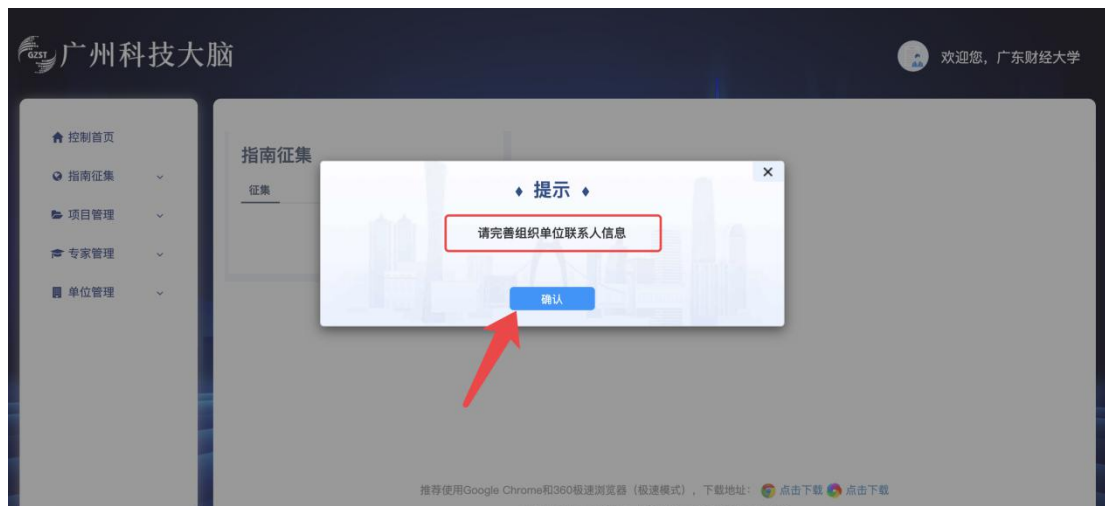 GZST 广州科技大脑
欢迎您，广东财经大学
控制首页
指南征集
项目管理
专家管理
单位管理
指南征集
征集
提示
请完善组织单位联系人信息
确认
推荐使用Google Chrome和360极速浏览器（极速模式），下载地址： 点击下载 点击下载